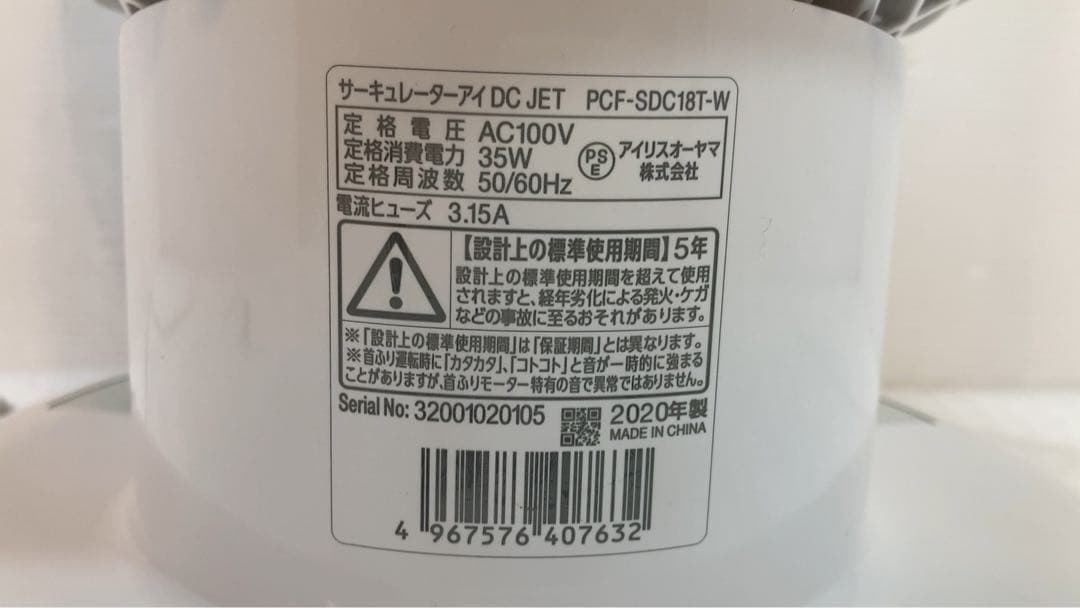 サーキュレーターアイ DC JET PCF-SDC18T-W
定格電圧 AC100V
定格消費電力 35W
定格周波数 50/60Hz
PSE
アイリスオーヤマ
株式会社
電流ヒューズ 3.15A
【設計上の標準使用期間】5年
設計上の標準使用期間を超えて使用
されますと、経年劣化による発火・ケガ
などの事故に至るおそれがあります。
※「設計上の標準使用期間」は「保証期間」とは異なります。
※首ふり運転時に「カタカタ」、「コトコト」と音が一時的に強まる
ことがありますが、首ふりモーター特有の音で異常ではありません。
Serial No: 32001020105
2020年製
MADE IN CHINA
4 967576 407632